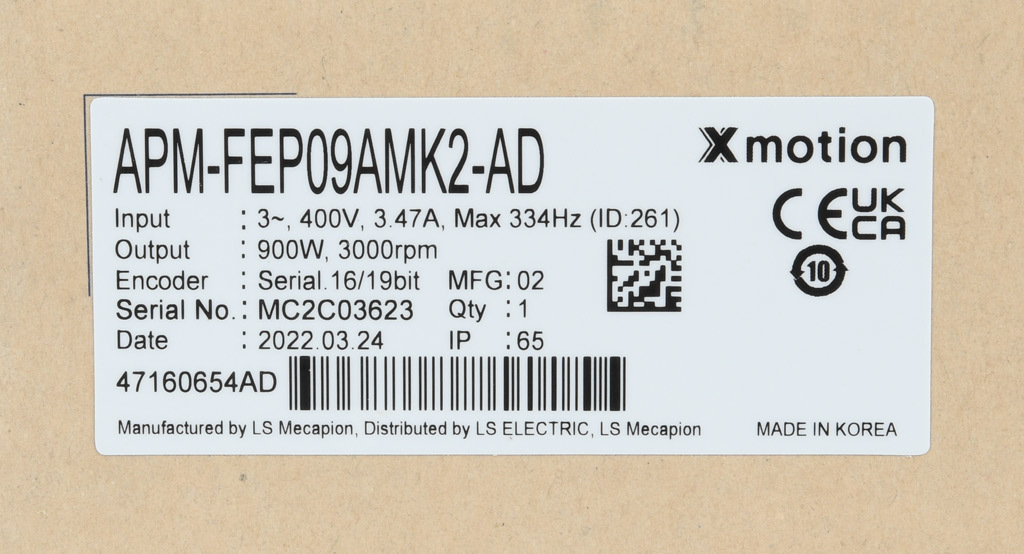 APM-FEP09AMK2-AD
Xmotion
Input : 3~, 400V, 3.47A, Max 334Hz (ID:261)
Output : 900W, 3000rpm
Encoder : Serial 16/19bit MFG: 02
Serial No. : MC2C03623 Qty : 1
Date : 2022.03.24 IP : 65
CE UK CA
10
47160654AD
Manufactured by LS Mecapion, Distributed by LS ELECTRIC, LS Mecapion
MADE IN KOREA